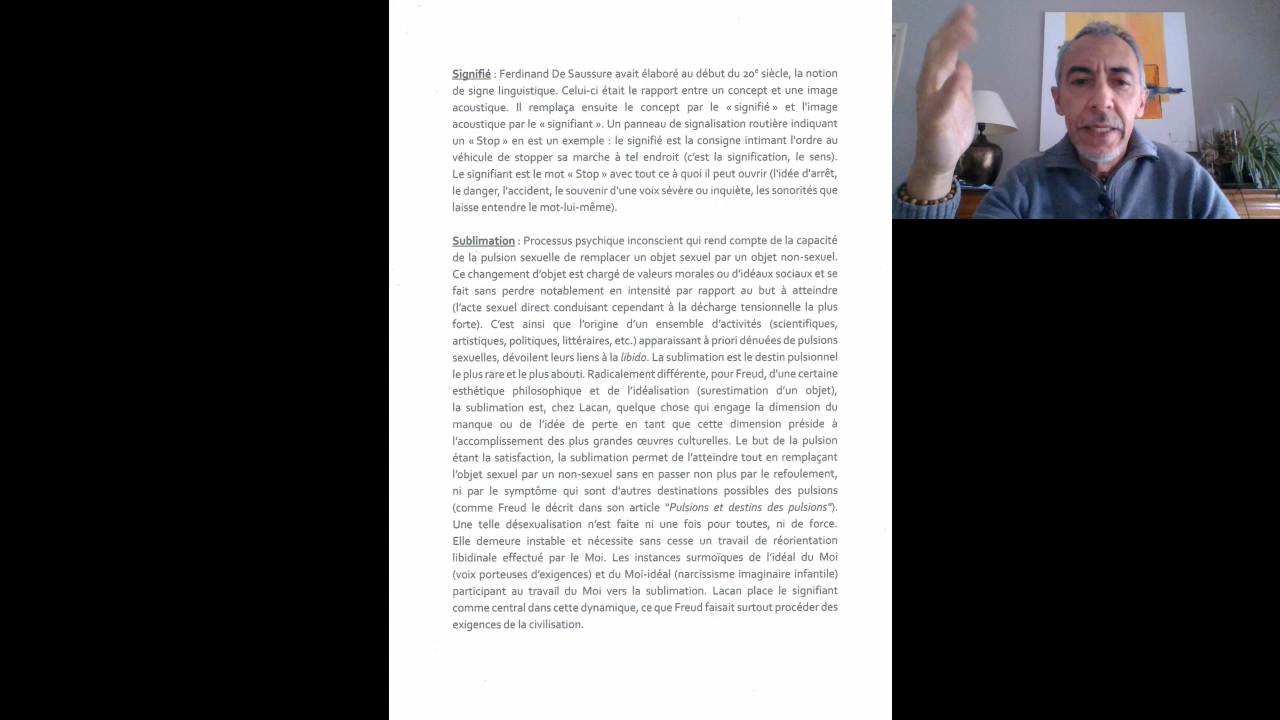 Signifié : Ferdinand De Saussure avait élaboré au début du 20e siècle, la notion
de signe linguistique. Celui-ci était le rapport entre un concept et une image
acoustique. Il remplaça ensuite le concept par le « signifié » et l'image
acoustique par le « signifiant ». Un panneau de signalisation routière indiquant
un « Stop » en est un exemple : le signifié est la consigne intimant l'ordre au
véhicule de stopper sa marche à tel endroit (c'est la signification, le sens).
Le signifiant est le mot « Stop » avec tout ce à quoi il peut ouvrir (l'idée d'arrêt,
le danger, l'accident, le souvenir d'une voix sévère ou inquiète, les sonorités que
laisse entendre le mot-lui-même).
Sublimation : Processus psychique inconscient qui rend compte de la capacité
de la pulsion sexuelle de remplacer un objet sexuel par un objet non-sexuel.
Ce changement d'objet est chargé de valeurs morales ou d'idéaux sociaux et se
fait sans perdre notablement en intensité par rapport au but à atteindre
(l'acte sexuel direct conduisant cependant à la décharge tensionnelle la plus
forte). C'est ainsi que l'origine d'un ensemble d'activités (scientifiques,
artistiques, politiques, littéraires, etc.) apparaissant à priori dénuées de pulsions
sexuelles, dévoilent leurs liens à la libido. La sublimation est le destin pulsionnel
le plus rare et le plus abouti. Radicalement différente, pour Freud, d'une certaine
esthétique philosophique et de l'idéalisation (surestimation d'un objet),
la sublimation est, chez Lacan, quelque chose qui engage la dimension du
manque ou de l'idée de perte en tant que cette dimension préside à
l'accomplissement des plus grandes œuvres culturelles. Le but de la pulsion
étant la satisfaction, la sublimation permet de l'atteindre tout en remplaçant
l'objet sexuel par un non-sexuel sans en passer non plus par le refoulement,
ni par le symptôme qui sont d'autres destinations possibles des pulsions
(comme Freud le décrit dans son article "Pulsions et destins des pulsions").
Une telle désexualisation n'est faite ni une fois pour toutes, ni de force.
Elle demeure instable et nécessite sans cesse un travail de réorientation
libidinale effectué par le Moi. Les instances surmoïques de l'idéal du Moi
(voix porteuses d'exigences) et du Moi-idéal (narcissisme imaginaire infantile)
participant au travail du Moi vers la sublimation. Lacan place le signifiant
comme central dans cette dynamique, ce que Freud faisait surtout procéder des
exigences de la civilisation.